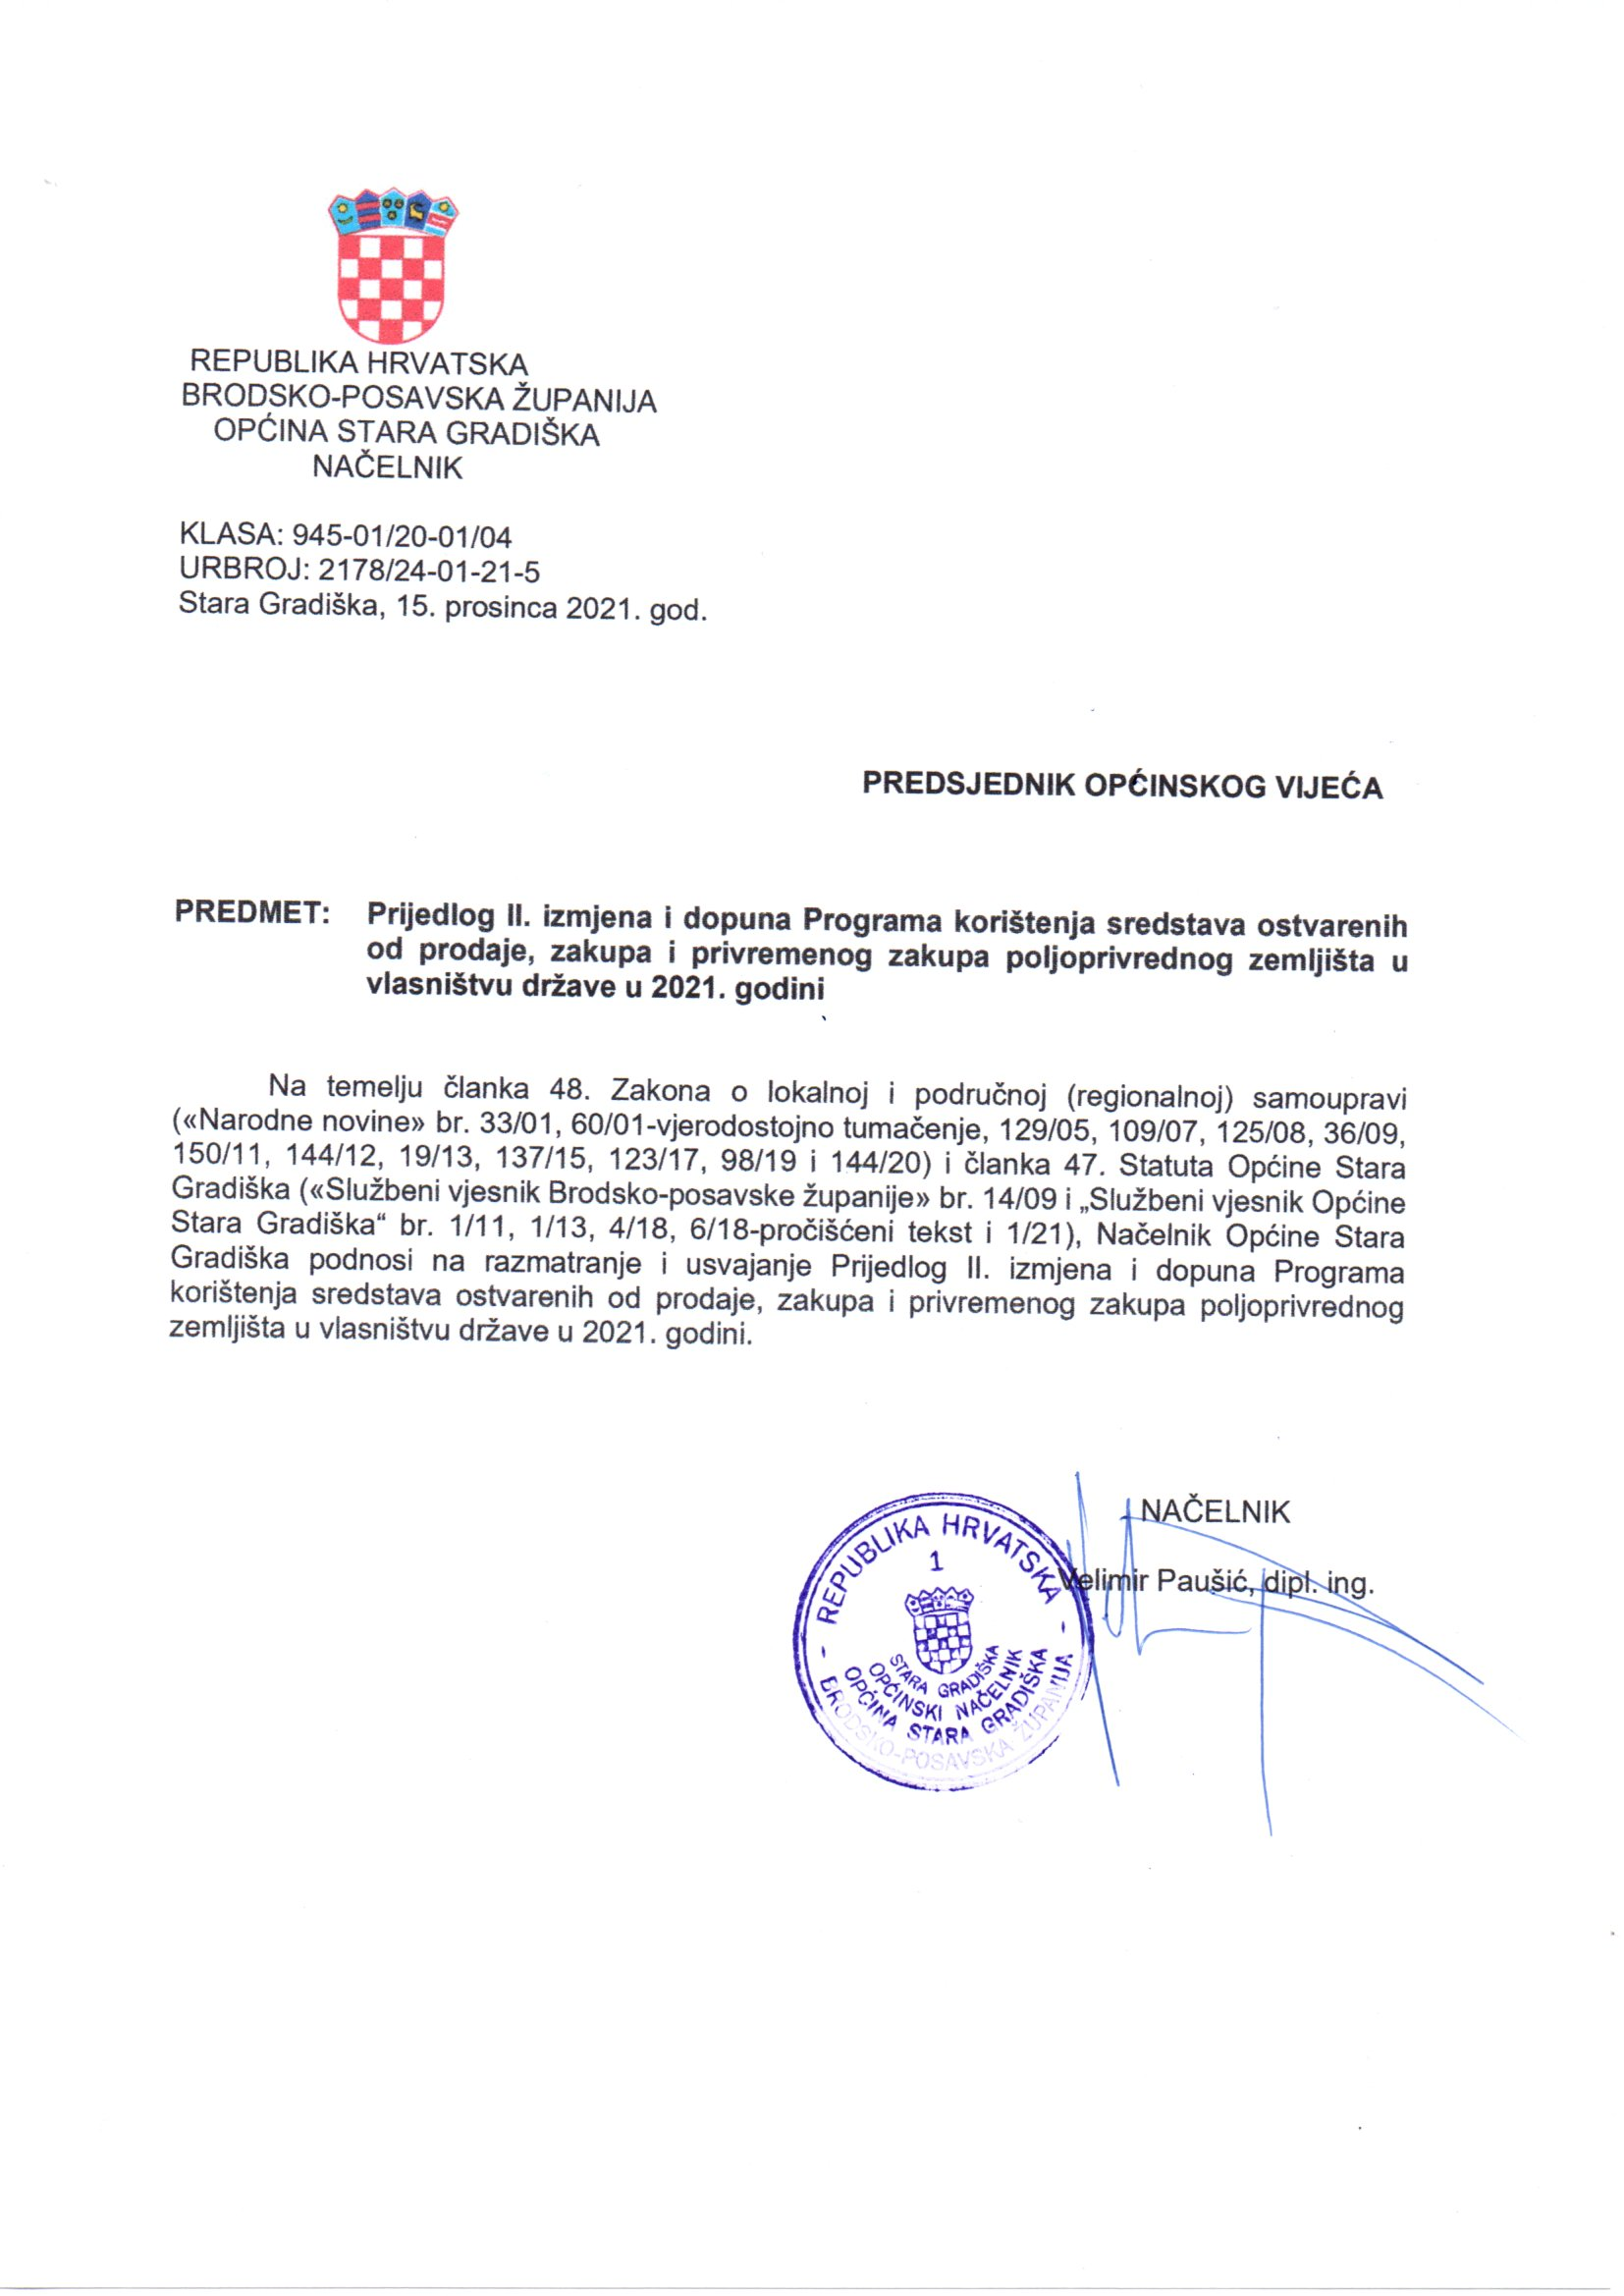 REPUBLIKA HRVATSKA
BRODSKO-POSAVSKA ŽUPANIJA
OPĆINA STARA GRADIŠKA
NAČELNIK
KLASA: 945-01/20-01/04
URBROJ: 2178/24-01-21-5
Stara Gradiška, 15. prosinca 2021. god.
PREDSJEDNIK OPĆINSKOG VIJEĆA
PREDMET: Prijedlog II. izmjena i dopuna Programa korištenja sredstava ostvarenih
od prodaje, zakupa i privremenog zakupa poljoprivrednog zemljišta u
vlasništvu države u 2021. godini
Na temelju članka 48. Zakona o lokalnoj i područnoj (regionalnoj) samoupravi
(«Narodne novine» br. 33/01, 60/01-vjerodostojno tumačenje, 129/05, 109/07, 125/08, 36/09,
150/11, 144/12, 19/13, 137/15, 123/17, 98/19 i 144/20) i članka 47. Statuta Općine Stara
Gradiška («Službeni vjesnik Brodsko-posavske županije» br. 14/09 i „Službeni vjesnik Općine
Stara Gradiška“ br. 1/11, 1/13, 4/18, 6/18-pročišćeni tekst i 1/21), Načelnik Općine Stara
Gradiška podnosi na razmatranje i usvajanje Prijedlog II. izmjena i dopuna Programa
korištenja sredstava ostvarenih od prodaje, zakupa i privremenog zakupa poljoprivrednog
zemljišta u vlasništvu države u 2021. godini.
NAČELNIK
Velimir Paušić, dipl. ing.
- REPUBLIKA HRVATSKA -
1
STARA GRADIŠKA
OPĆINSKI NAČELNIK
OPĆINA STARA GRADIŠKA
BRODSKO-POSAVSKA ŽUPANIJA